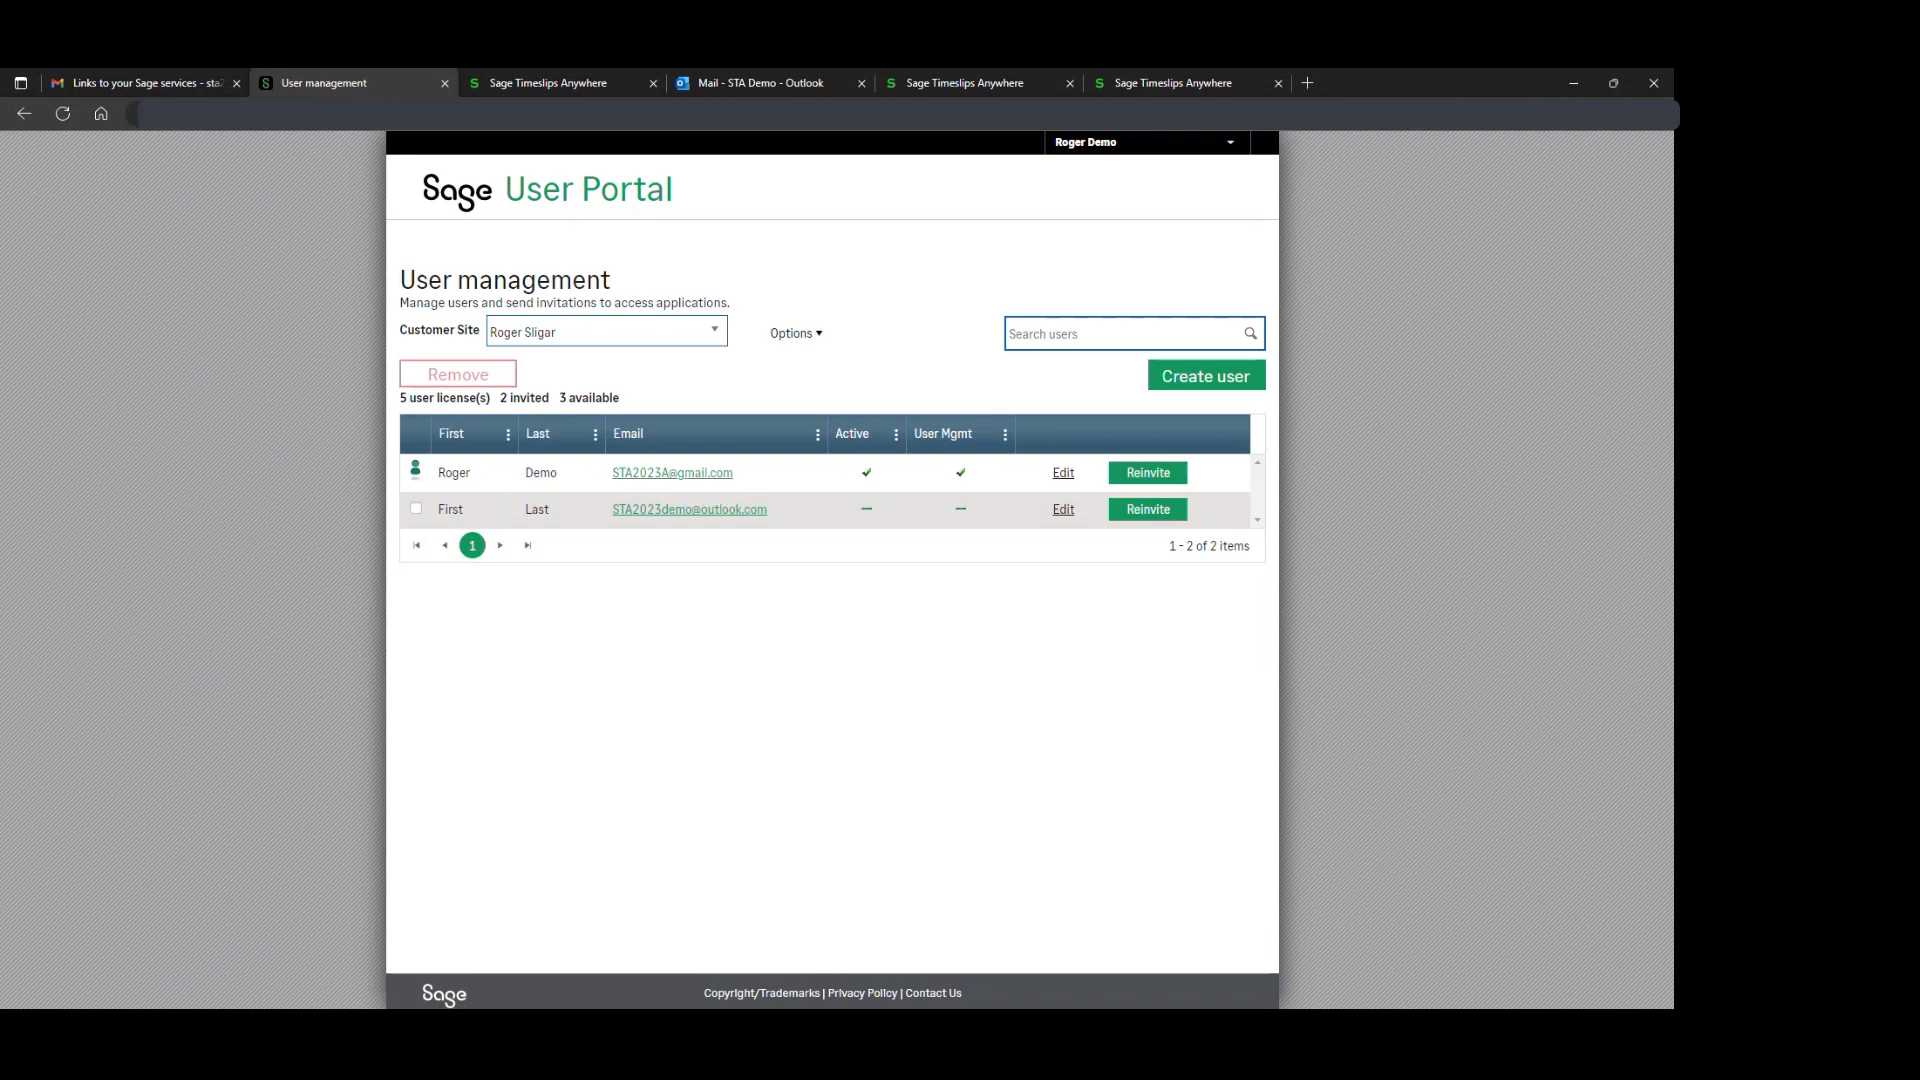 Links to your Sage services - sta2
User management
Sage Timeslips Anywhere
Mail - STA Demo - Outlook
Sage Timeslips Anywhere
Sage Timeslips Anywhere
Roger Demo
Sage User Portal
User management
Manage users and send invitations to access applications.
Customer Site Roger Sligar Options Search users
Remove Create user
5 user license(s) 2 invited 3 available
First Last Email Active User Mgmt
Roger Demo STA2023A@gmail.com Edit Reinvite
First Last STA2023demo@outlook.com Edit Reinvite
1 1 - 2 of 2 items
Sage Copyright/Trademarks | Privacy Policy | Contact Us